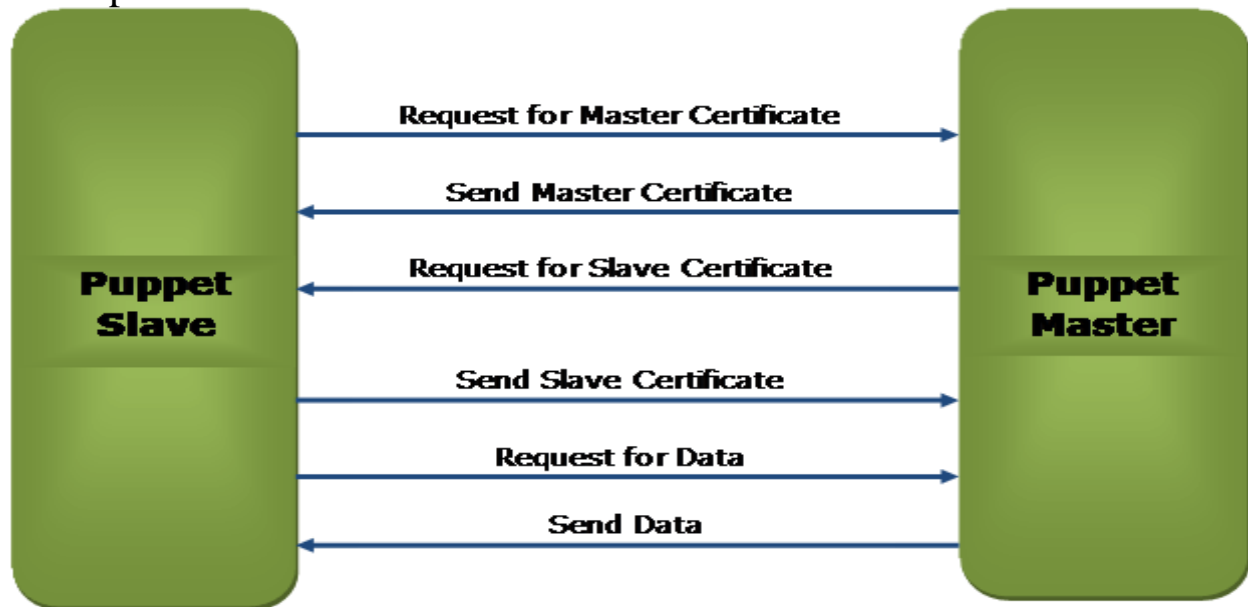 Request for Master Certificate
Send Master Certificate
Request for Slave Certificate
Puppet
Slave
Puppet
Master
Send Slave Certificate
Request for Data
Send Data